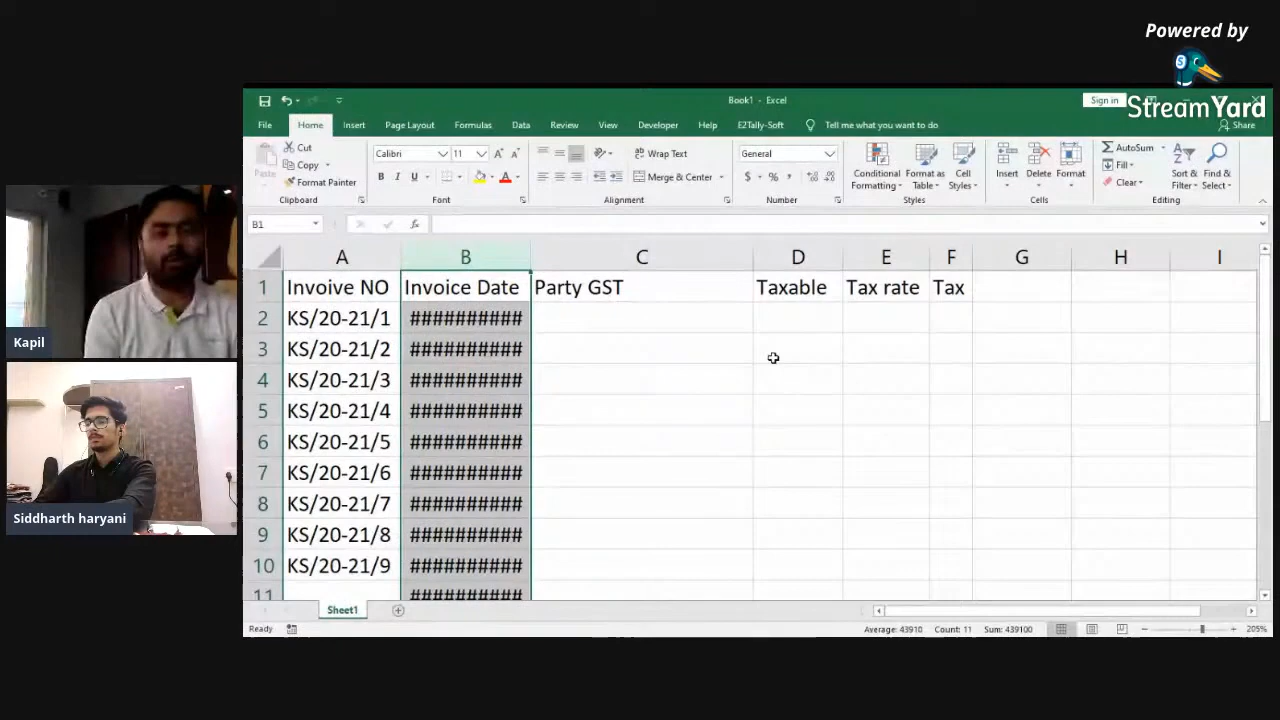 Powered by
S
StreamYard
Book1 - Excel
Sign in
File Home Insert Page Layout Formulas Data Review View Developer Help E2Tally-Soft Tell me what you want to do Share
Paste
Cut
Copy
Format Painter
Clipboard
Calibri 11 A A
B I U A
Font
Wrap Text
Merge & Center
Alignment
General
$ % ,
Number
Conditional Formatting
Format as Table
Cell Styles
Styles
Insert Delete Format
Cells
AutoSum
Fill
Clear
Sort & Filter
Find & Select
Editing
B1 fx
A B C D E F G H I
1 Invoive NO Invoice Date Party GST Taxable Tax rate Tax
2 KS/20-21/1 ##########
3 KS/20-21/2 ##########
4 KS/20-21/3 ##########
5 KS/20-21/4 ##########
6 KS/20-21/5 ##########
7 KS/20-21/6 ##########
8 KS/20-21/7 ##########
9 KS/20-21/8 ##########
10 KS/20-21/9 ##########
11 ##########
Sheet1
Ready Average: 43910 Count: 11 Sum: 439100 205%
Kapil
Siddharth haryani